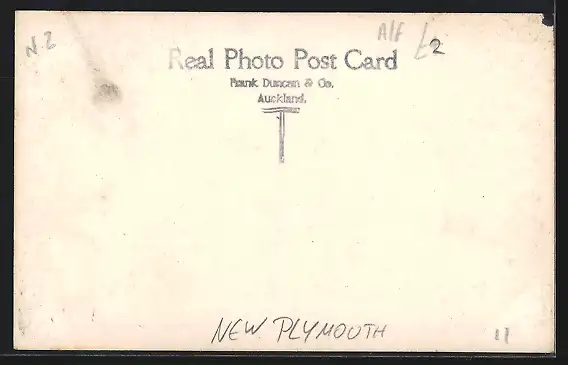 N.Z
A/F £2
Real Photo Post Card
Frank Duncan & Co.
Auckland.
NEW PLYMOUTH
11